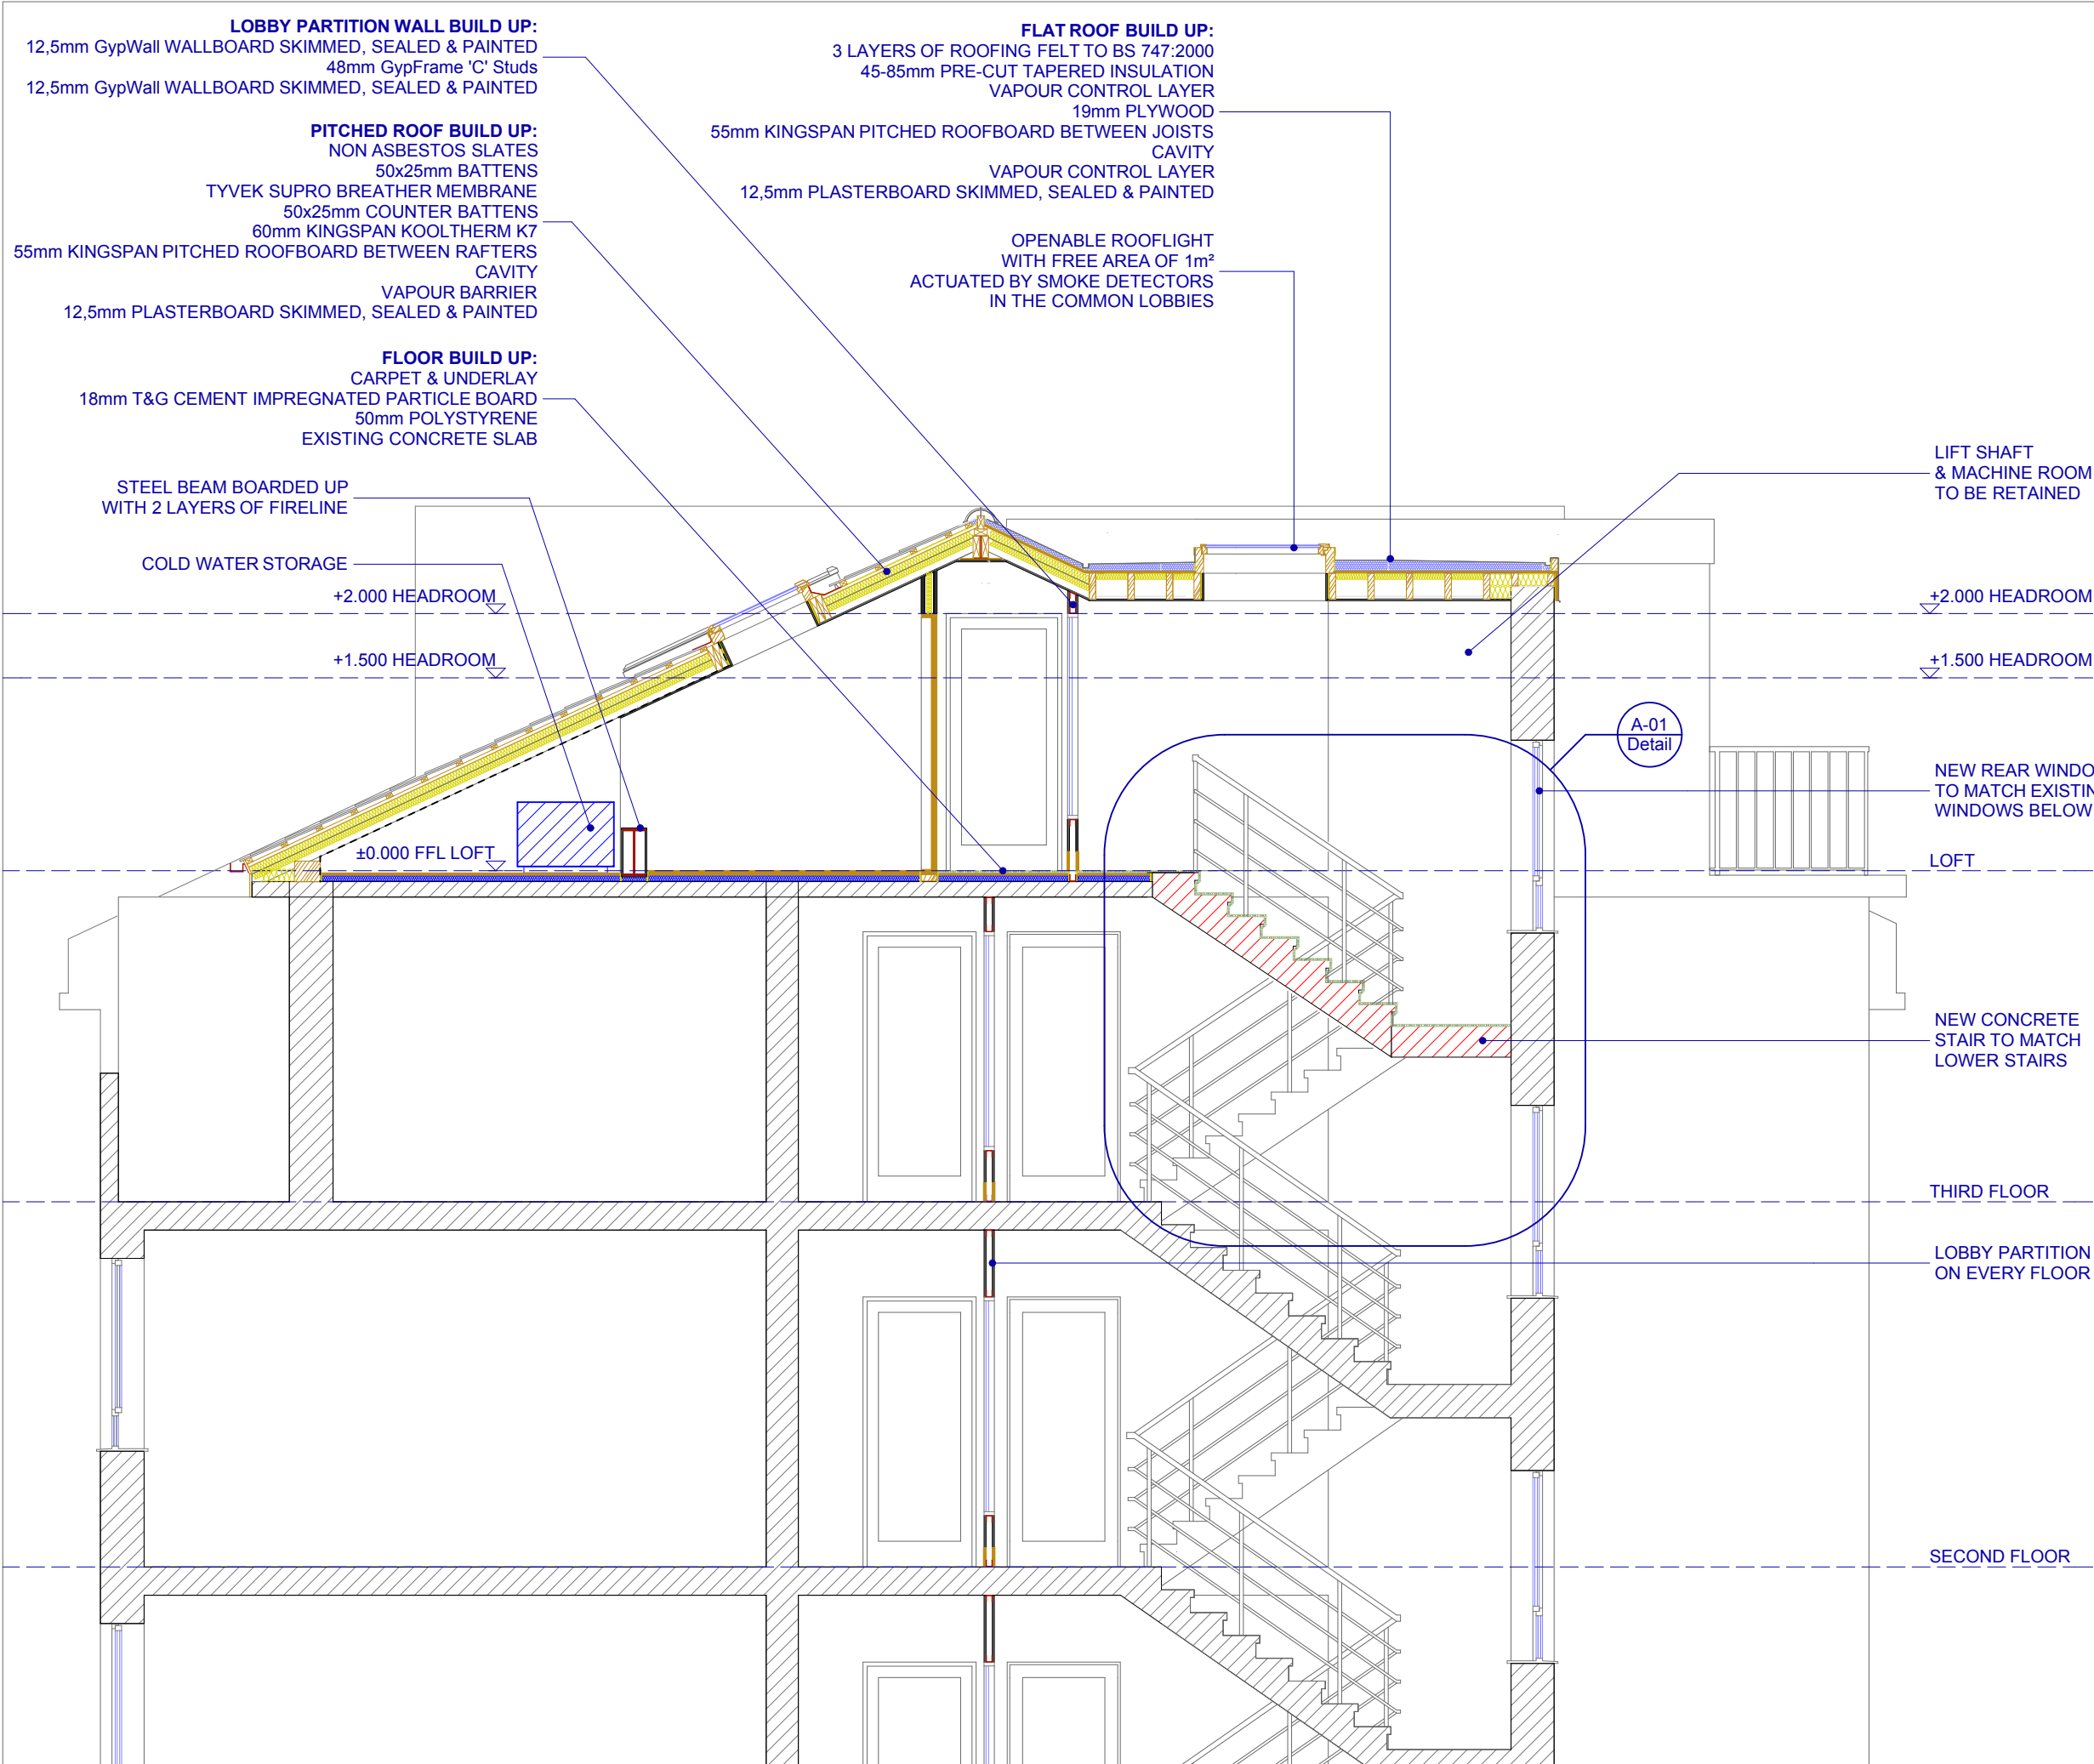 LOBBY PARTITION WALL BUILD UP:
12,5mm GypWall WALLBOARD SKIMMED, SEALED & PAINTED
48mm GypFrame 'C' Studs
12,5mm GypWall WALLBOARD SKIMMED, SEALED & PAINTED
PITCHED ROOF BUILD UP:
NON ASBESTOS SLATES
50x25mm BATTENS
TYVEK SUPRO BREATHER MEMBRANE
50x25mm COUNTER BATTENS
60mm KINGSPAN KOOLTHERM K7
55mm KINGSPAN PITCHED ROOFBOARD BETWEEN RAFTERS
CAVITY
VAPOUR BARRIER
12,5mm PLASTERBOARD SKIMMED, SEALED & PAINTED
FLOOR BUILD UP:
CARPET & UNDERLAY
18mm T&G CEMENT IMPREGNATED PARTICLE BOARD
50mm POLYSTYRENE
EXISTING CONCRETE SLAB
STEEL BEAM BOARDED UP
WITH 2 LAYERS OF FIRELINE
COLD WATER STORAGE
+2.000 HEADROOM
+1.500 HEADROOM
±0.000 FFL LOFT
FLAT ROOF BUILD UP:
3 LAYERS OF ROOFING FELT TO BS 747:2000
45-85mm PRE-CUT TAPERED INSULATION
VAPOUR CONTROL LAYER
19mm PLYWOOD
55mm KINGSPAN PITCHED ROOFBOARD BETWEEN JOISTS
CAVITY
VAPOUR CONTROL LAYER
12,5mm PLASTERBOARD SKIMMED, SEALED & PAINTED
OPENABLE ROOFLIGHT
WITH FREE AREA OF 1m²
ACTUATED BY SMOKE DETECTORS
IN THE COMMON LOBBIES
LIFT SHAFT
& MACHINE ROOM
TO BE RETAINED
+2.000 HEADROOM
+1.500 HEADROOM
A-01
Detail
NEW REAR WINDO
TO MATCH EXISTIN
WINDOWS BELOW
LOFT
NEW CONCRETE
STAIR TO MATCH
LOWER STAIRS
THIRD FLOOR
LOBBY PARTITION
ON EVERY FLOOR
SECOND FLOOR